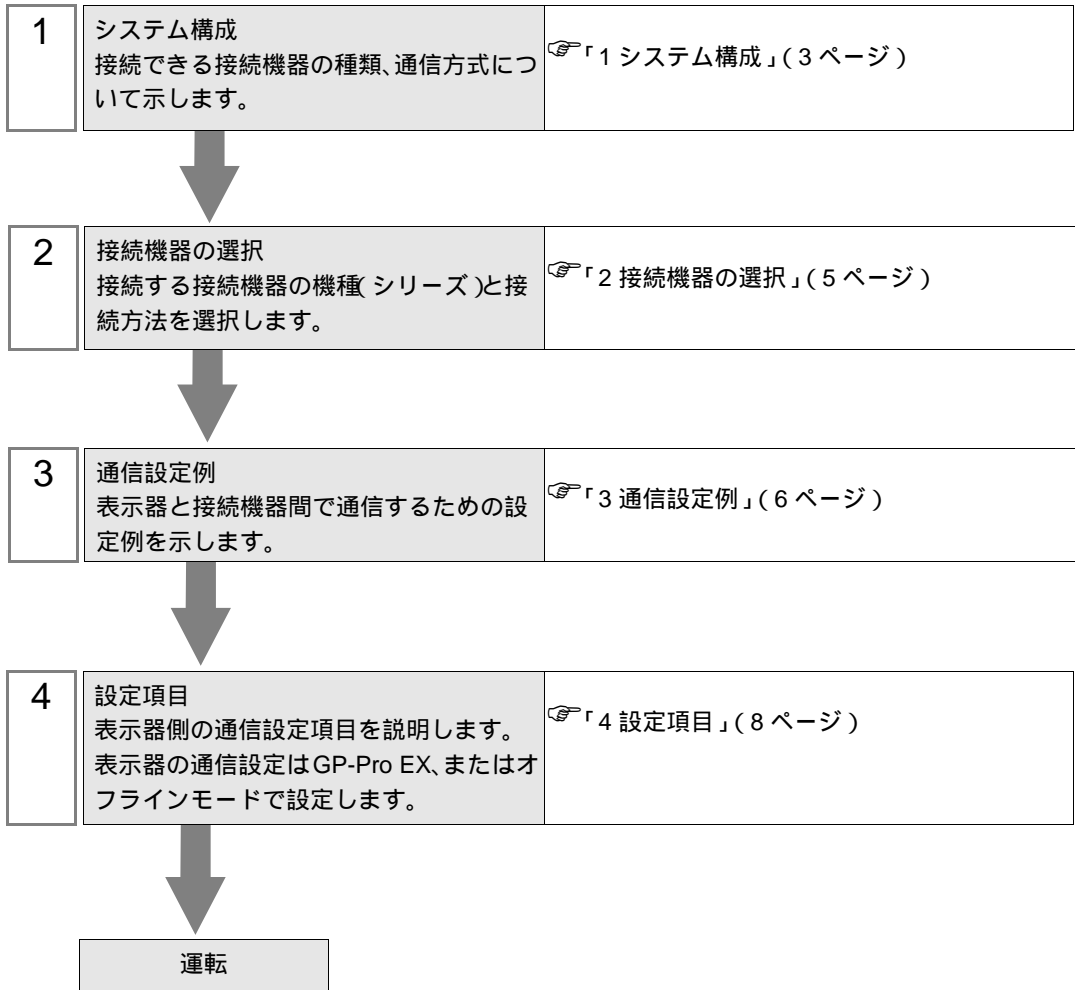 1
システム構成
接続できる接続機器の種類、通信方式につ
いて示します。
☞「1 システム構成」(3 ページ)
2
接続機器の選択
接続する接続機器の機種(シリーズ)と接
続方法を選択します。
☞「2 接続機器の選択」(5 ページ)
3
通信設定例
表示器と接続機器間で通信するための設
定例を示します。
☞「3 通信設定例」(6 ページ)
4
設定項目
表示器側の通信設定項目を説明します。
表示器の通信設定はGP-Pro EX、またはオ
フラインモードで設定します。
☞「4 設定項目」(8 ページ)
運転